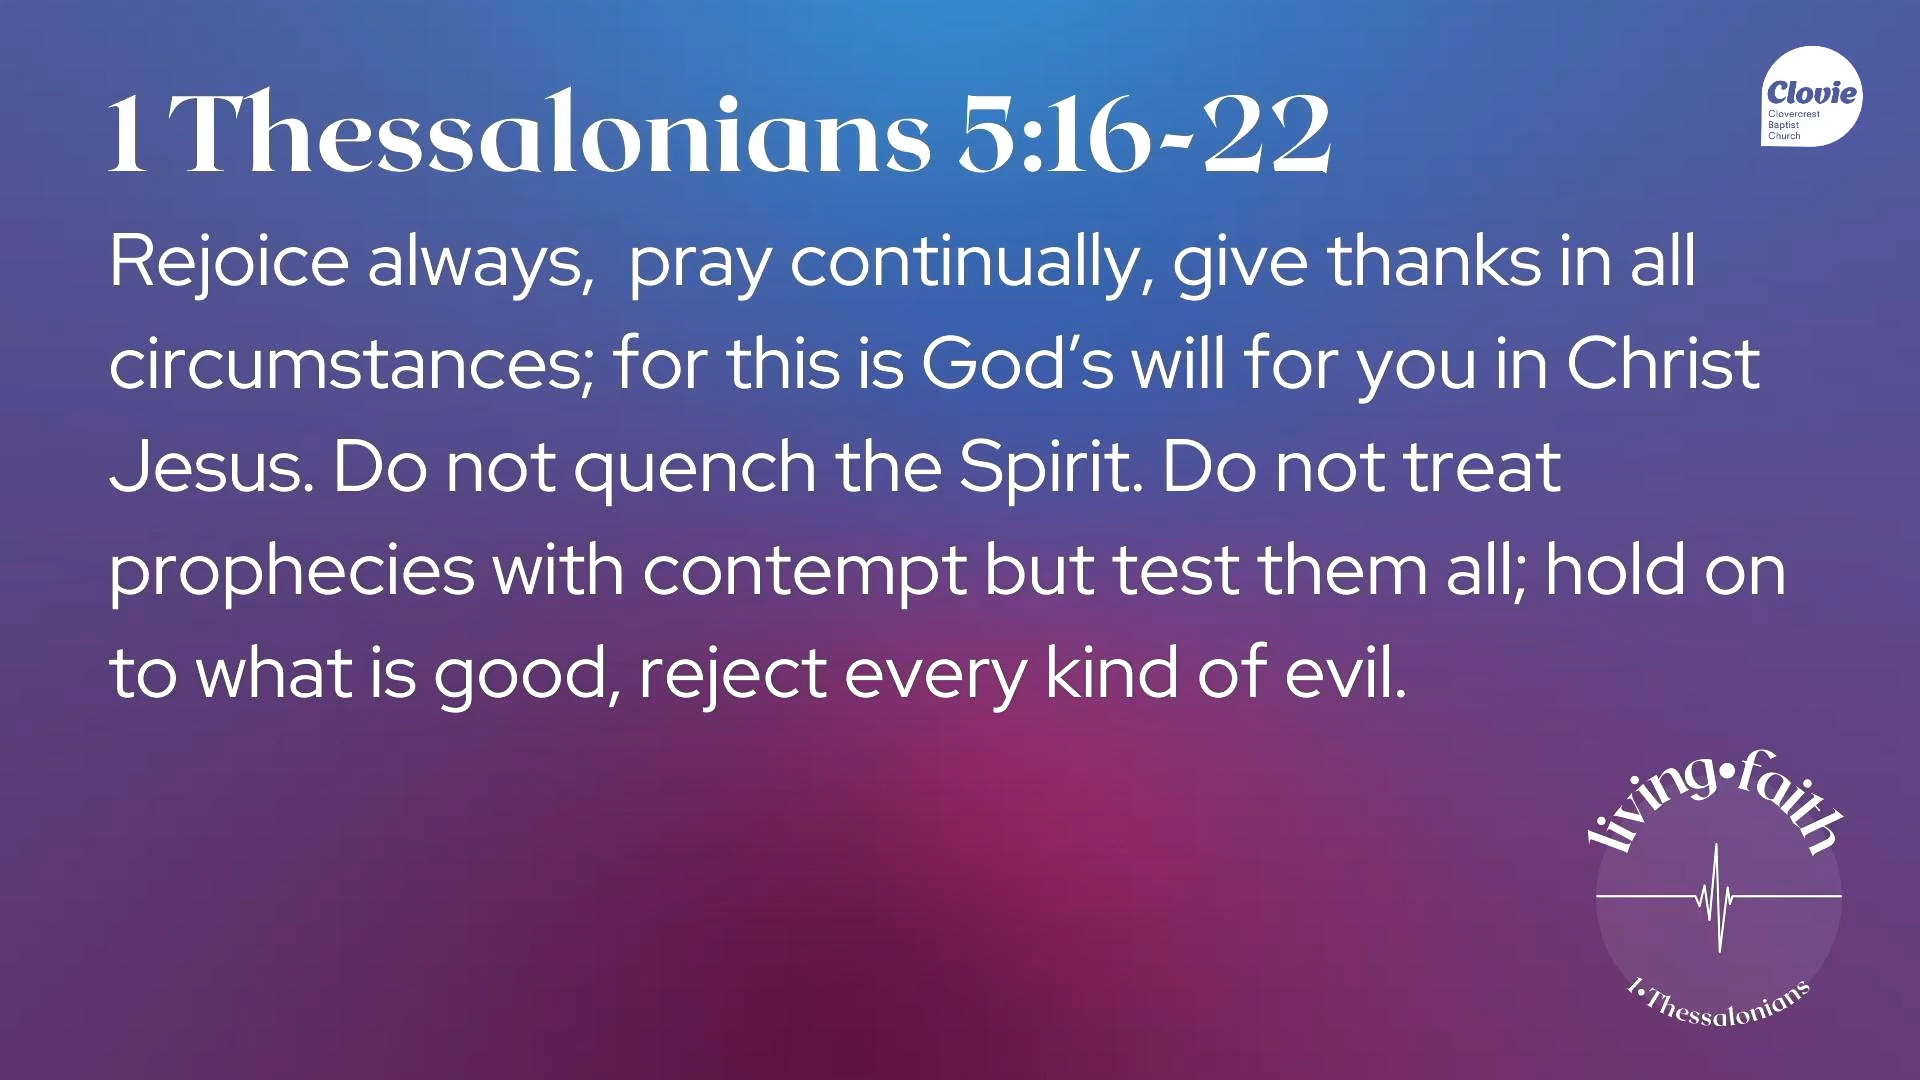 1 Thessalonians 5:16-22
Clovie
Clovercrest
Baptist
Church
Rejoice always,  pray continually, give thanks in all
circumstances; for this is God’s will for you in Christ
Jesus. Do not quench the Spirit. Do not treat
prophecies with contempt but test them all; hold on
to what is good, reject every kind of evil.
living•faith
1•Thessalonians